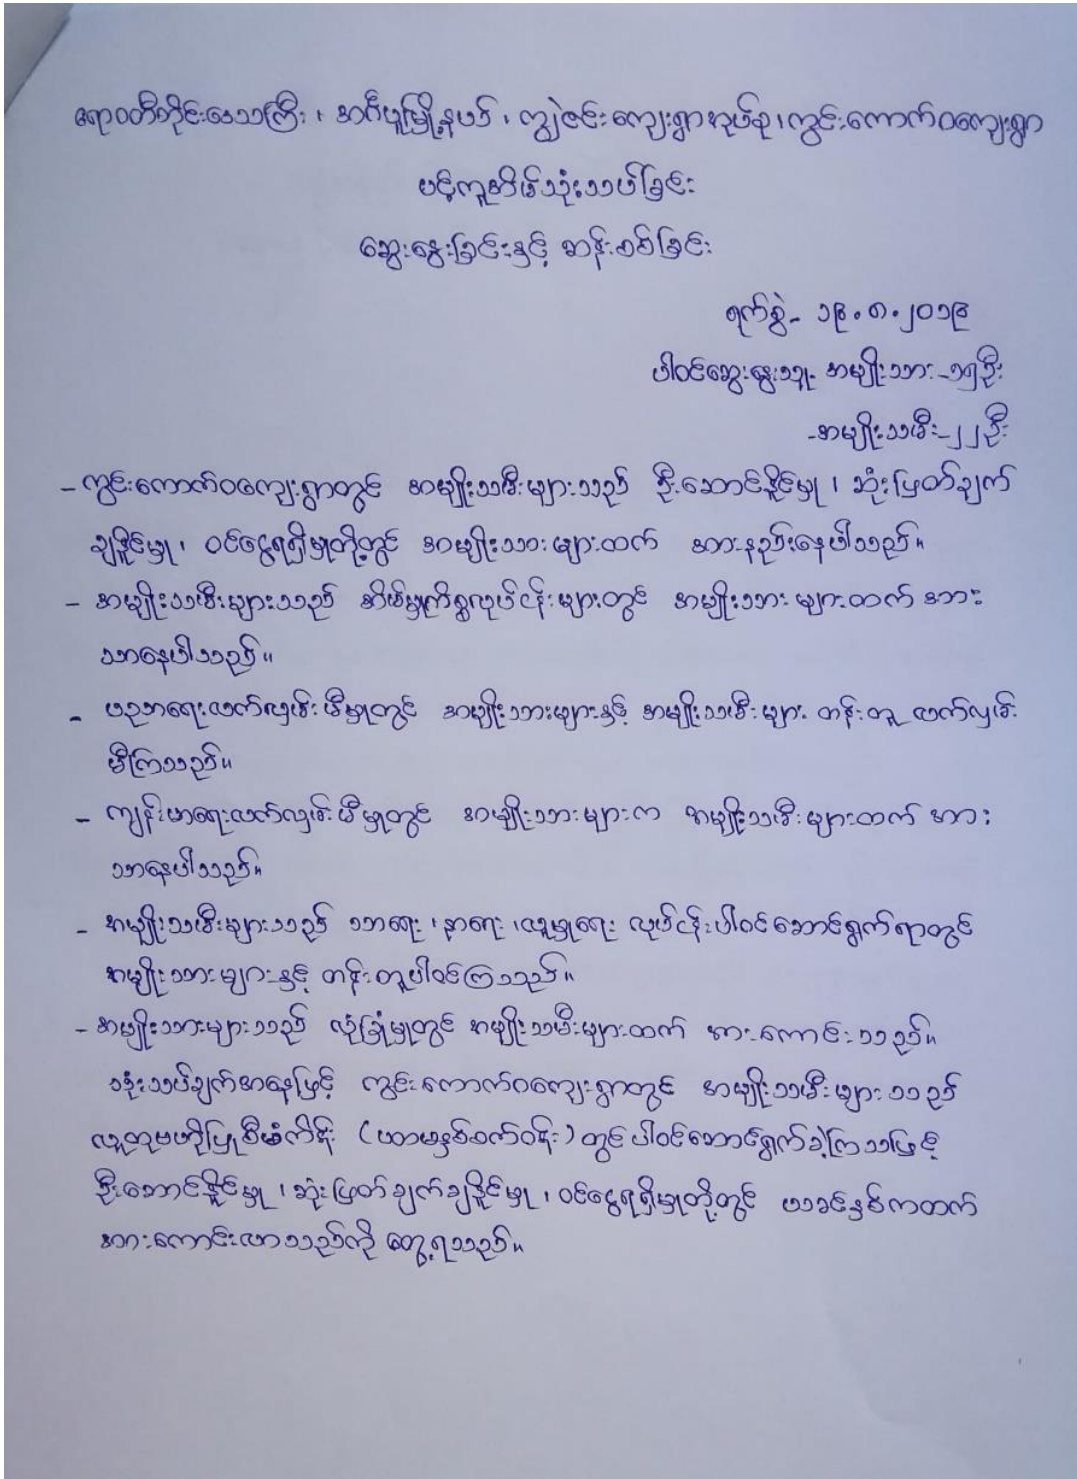 ဧရာဝတီတိုင်းဒေသကြီး၊ အင်္ဂပူမြို့နယ်၊ ကျွဲဇင်းကျေးရွာအုပ်စု၊ ကွင်းကောက်ဝကျေးရွာ
ပင့်ကူအိမ်သုံးသပ်ခြင်း
ဆွေးနွေးခြင်းနှင့် ဆန်းစစ်ခြင်း
ရက်စွဲ- ၁၉.၈.၂၀၁၉
ပါဝင်ဆွေးနွေးသူ- အမျိုးသား-၁၅ဦး
-အမျိုးသမီး-၂၂ဦး
- ကွင်းကောက်ဝကျေးရွာတွင် အမျိုးသမီးများသည် ဦးဆောင်နိုင်မှု၊ ဆုံးဖြတ်ချက်
ချနိုင်မှု၊ ဝင်ငွေရရှိမှုတို့တွင် အမျိုးသားများထက် အားနည်းနေပါသည်။
- အမျိုးသမီးများသည် အိမ်မှုကိစ္စလုပ်ငန်းများတွင် အမျိုးသားများထက် အား
သာနေပါသည်။
- ပညာရေးလက်လှမ်းမီမှုတွင် အမျိုးသားများနှင့် အမျိုးသမီးများ တန်းတူ လက်လှမ်း
မီကြသည်။
- ကျန်းမာရေးလက်လှမ်းမီမှုတွင် အမျိုးသားများက အမျိုးသမီးများထက် အား
သာနေပါသည်။
- အမျိုးသမီးများသည် သာရေး၊ နာရေး၊ လူမှုရေး လုပ်ငန်းပါဝင်ဆောင်ရွက်ရာတွင်
အမျိုးသားများနှင့် တန်းတူပါဝင်ကြသည်။
- အမျိုးသားများသည် လုံခြုံမှုတွင် အမျိုးသမီးများထက် အားကောင်းသည်။
သုံးသပ်ချက်အနေဖြင့် ကွင်းကောက်ဝကျေးရွာတွင် အမျိုးသမီးများသည်
လူထုဗဟိုပြုစီမံကိန်း (ယာမနှစ်ဆက်ဝန်း) တွင်ပါဝင်ဆောင်ရွက်ခဲ့ကြသဖြင့်
ဦးဆောင်နိုင်မှု၊ ဆုံးဖြတ်ချက်ချနိုင်မှု၊ ဝင်ငွေရရှိမှုတို့တွင် ယခင်နှစ်ကထက်
အားကောင်းလာသည်ကို တွေ့ရသည်။